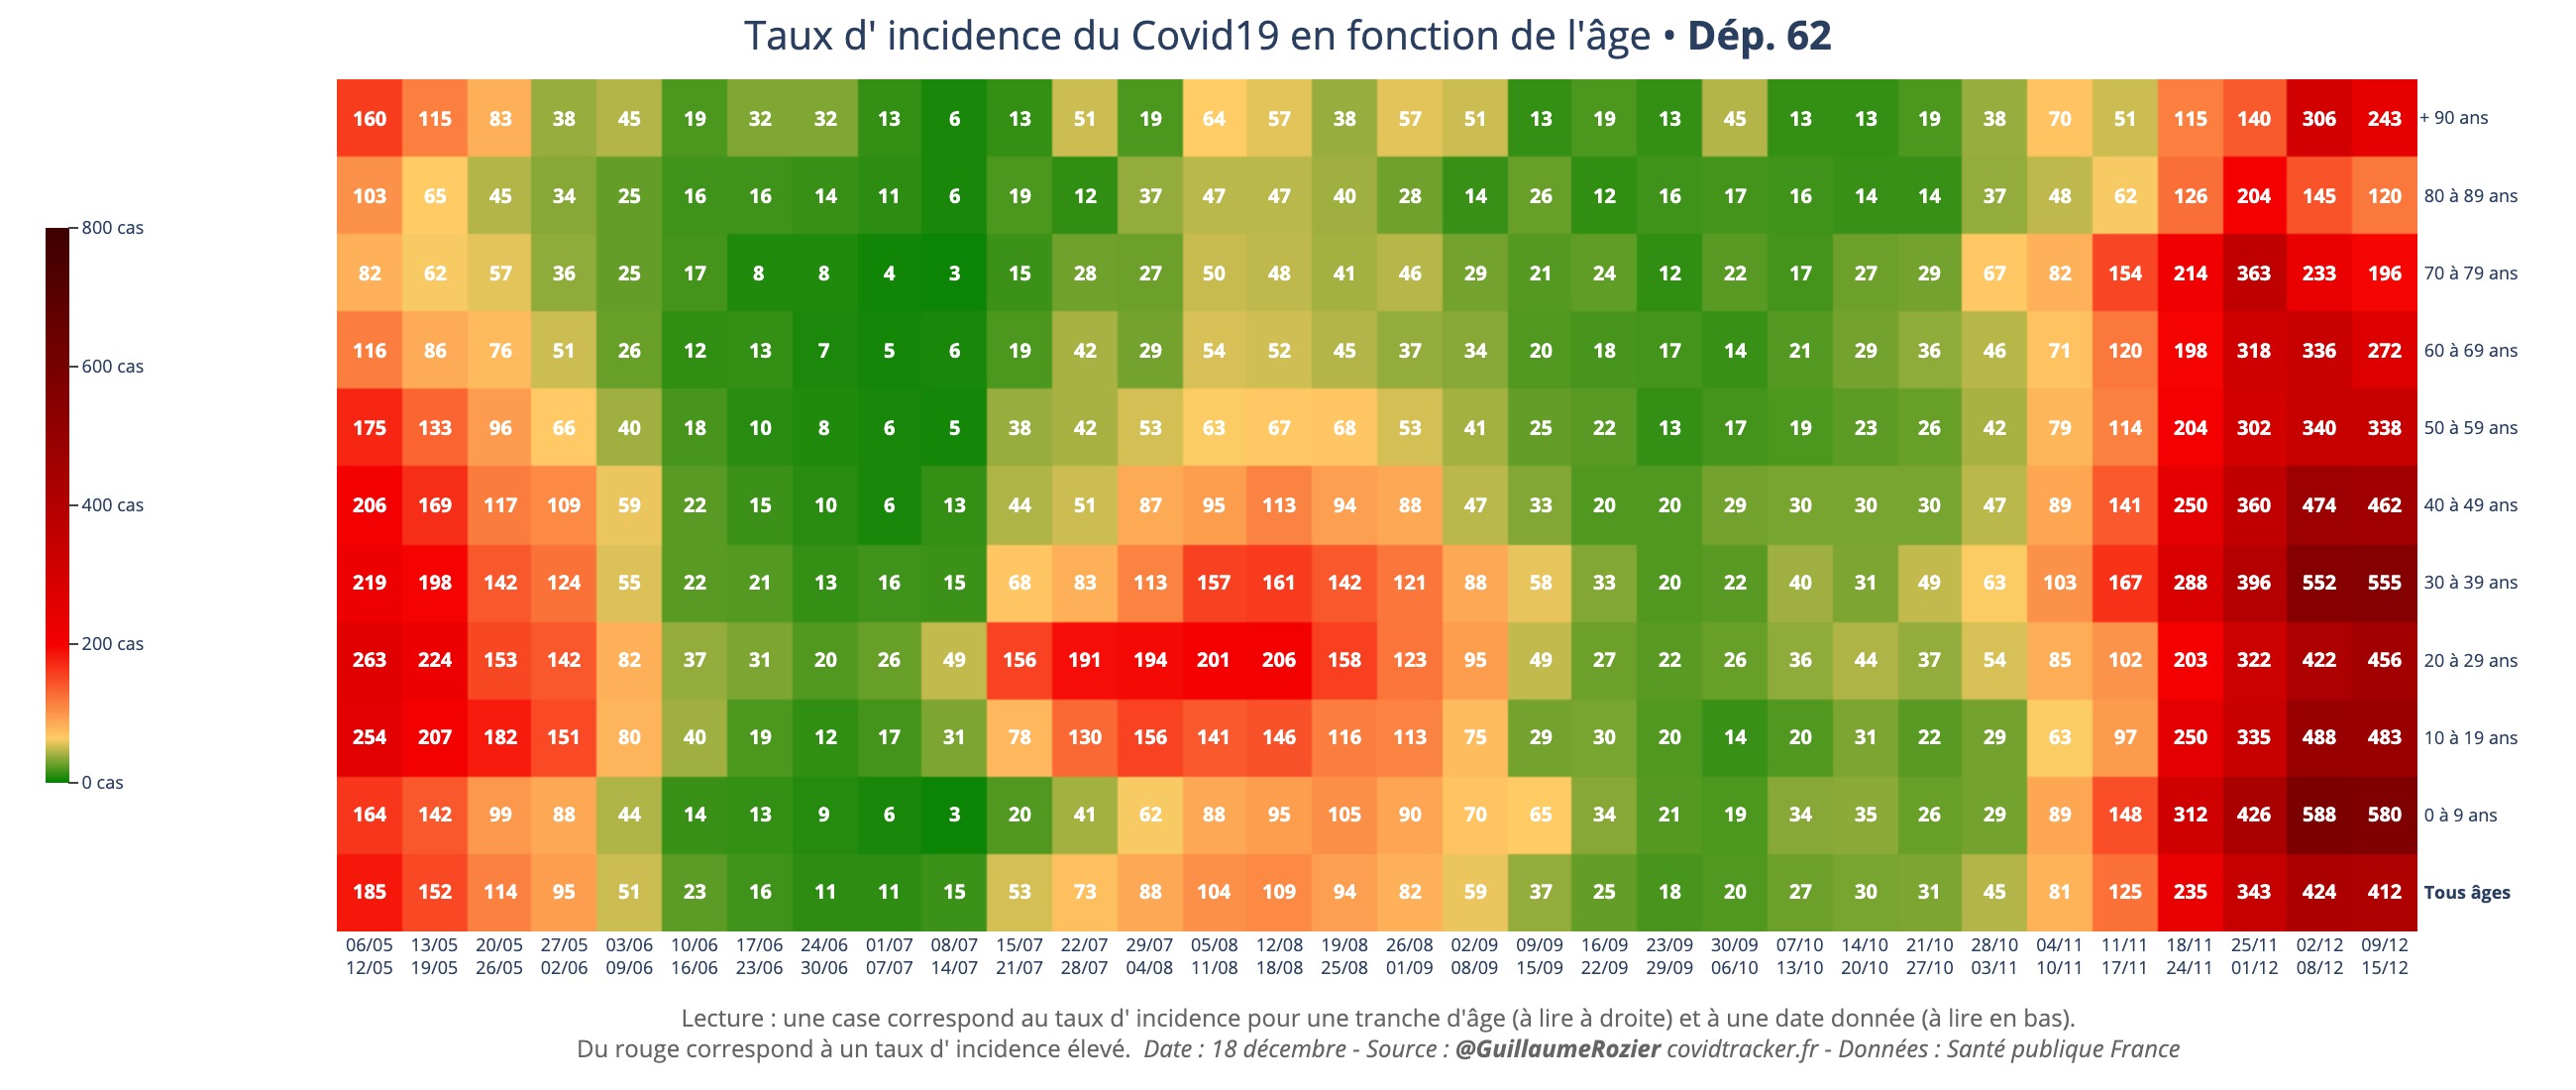 Taux d' incidence du Covid19 en fonction de l'âge • Dép. 62
800 cas
600 cas
400 cas
200 cas
0 cas
160 115 83 38 45 19 32 32 13 6 13 51 19 64 57 38 57 51 13 19 13 45 13 13 19 38 70 51 115 140 306 243 + 90 ans
103 65 45 34 25 16 16 14 11 6 19 12 37 47 47 40 28 14 26 12 16 17 16 14 14 37 48 62 126 204 145 120 80 à 89 ans
82 62 57 36 25 17 8 8 4 3 15 28 27 50 48 41 46 29 21 24 12 22 17 27 29 67 82 154 214 363 233 196 70 à 79 ans
116 86 76 51 26 12 13 7 5 6 19 42 29 54 52 45 37 34 20 18 17 14 21 29 36 46 71 120 198 318 336 272 60 à 69 ans
175 133 96 66 40 18 10 8 6 5 38 42 53 63 67 68 53 41 25 22 13 17 19 23 26 42 79 114 204 302 340 338 50 à 59 ans
206 169 117 109 59 22 15 10 6 13 44 51 87 95 113 94 88 47 33 20 20 29 30 30 30 47 89 141 250 360 474 462 40 à 49 ans
219 198 142 124 55 22 21 13 16 15 68 83 113 157 161 142 121 88 58 33 20 22 40 31 49 63 103 167 288 396 552 555 30 à 39 ans
263 224 153 142 82 37 31 20 26 49 156 191 194 201 206 158 123 95 49 27 22 26 36 44 37 54 85 102 203 322 422 456 20 à 29 ans
254 207 182 151 80 40 19 12 17 31 78 130 156 141 146 116 113 75 29 30 20 14 20 31 22 29 63 97 250 335 488 483 10 à 19 ans
164 142 99 88 44 14 13 9 6 3 20 41 62 88 95 105 90 70 65 34 21 19 34 35 26 29 89 148 312 426 588 580 0 à 9 ans
185 152 114 95 51 23 16 11 11 15 53 73 88 104 109 94 82 59 37 25 18 20 27 30 31 45 81 125 235 343 424 412 Tous âges
06/05 13/05 20/05 27/05 03/06 10/06 17/06 24/06 01/07 08/07 15/07 22/07 29/07 05/08 12/08 19/08 26/08 02/09 09/09 16/09 23/09 30/09 07/10 14/10 21/10 28/10 04/11 11/11 18/11 25/11 02/12 09/12
12/05 19/05 26/05 02/06 09/06 16/06 23/06 30/06 07/07 14/07 21/07 28/07 04/08 11/08 18/08 25/08 01/09 08/09 15/09 22/09 29/09 06/10 13/10 20/10 27/10 03/11 10/11 17/11 24/11 01/12 08/12 15/12
Lecture : une case correspond au taux d' incidence pour une tranche d'âge (à lire à droite) et à une date donnée (à lire en bas).
Du rouge correspond à un taux d' incidence élevé. Date : 18 décembre - Source : @GuillaumeRozier covidtracker.fr - Données : Santé publique France